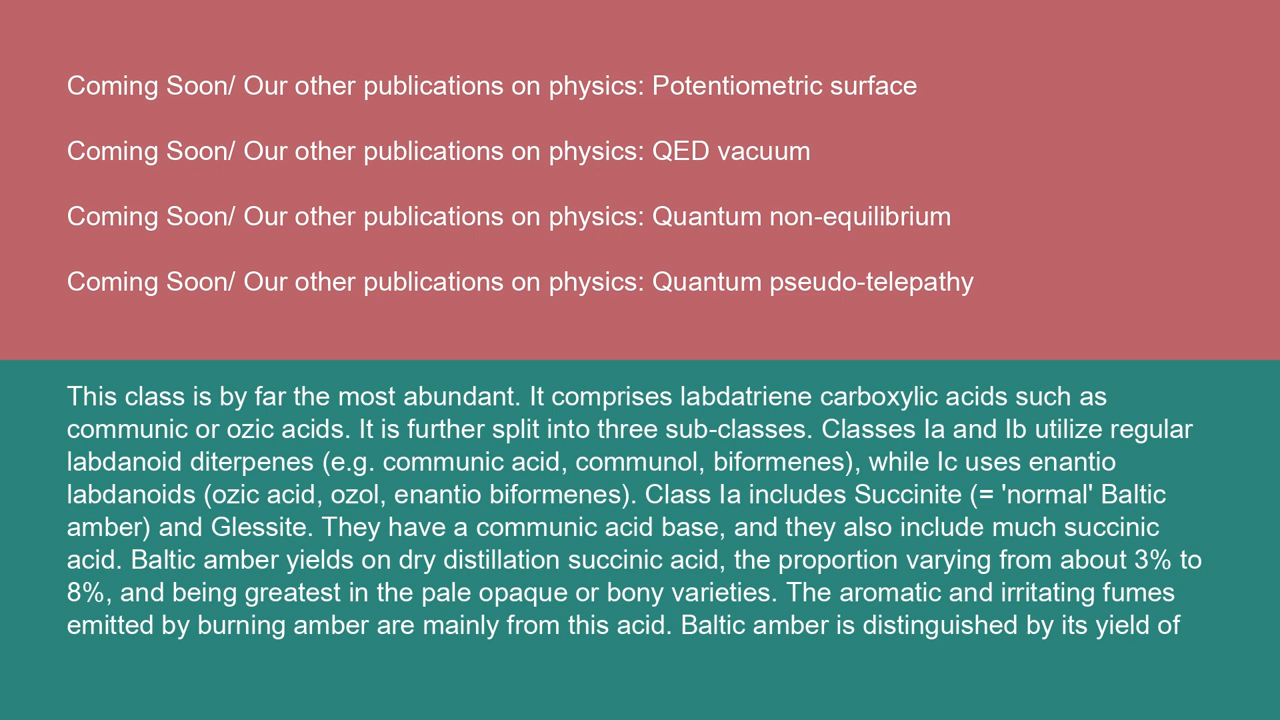 Coming Soon/ Our other publications on physics: Potentiometric surface
Coming Soon/ Our other publications on physics: QED vacuum
Coming Soon/ Our other publications on physics: Quantum non-equilibrium
Coming Soon/ Our other publications on physics: Quantum pseudo-telepathy
This class is by far the most abundant. It comprises labdatriene carboxylic acids such as
communic or ozic acids. It is further split into three sub-classes. Classes Ia and Ib utilize regular
labdanoid diterpenes (e.g. communic acid, communol, biformenes), while Ic uses enantio
labdanoids (ozic acid, ozol, enantio biformenes). Class Ia includes Succinite (= 'normal' Baltic
amber) and Glessite. They have a communic acid base, and they also include much succinic
acid. Baltic amber yields on dry distillation succinic acid, the proportion varying from about 3% to
8%, and being greatest in the pale opaque or bony varieties. The aromatic and irritating fumes
emitted by burning amber are mainly from this acid. Baltic amber is distinguished by its yield of